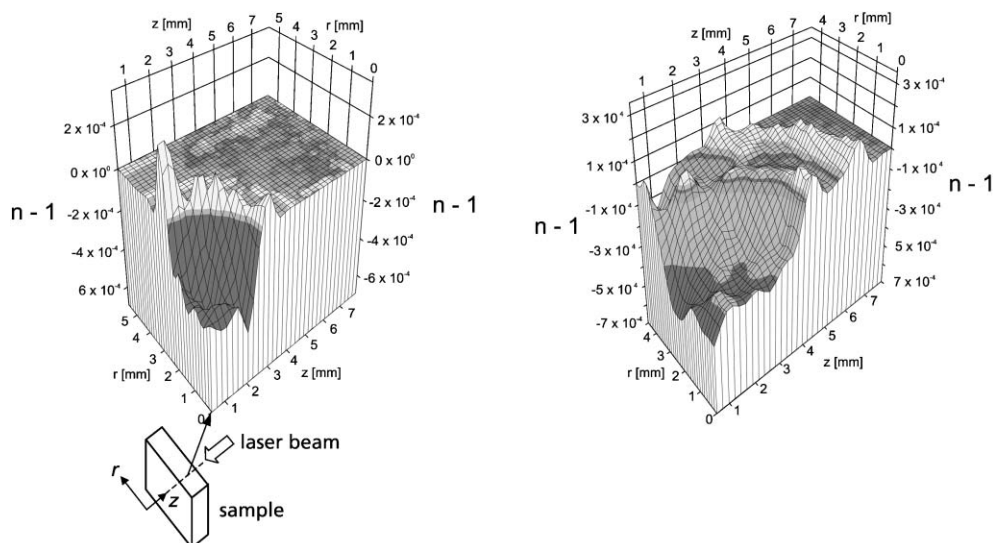 z [mm]
r [mm]
1 2 3 4 5 6 7
5 4 3 2 1 0
2 x 10⁻⁴
0 x 10⁰
-2 x 10⁻⁴
-4 x 10⁻⁴
6 x 10⁻⁴
n - 1
2 x 10⁻⁴
0 x 10⁰
-2 x 10⁻⁴
-4 x 10⁻⁴
-6 x 10⁻⁴
n - 1
5 4 3 2 1 0
r [mm]
1 2 3 4 5 6 7
z [mm]
z [mm]
r [mm]
1 2 3 4 5 6 7
4 3 2 1 0
3 x 10⁻⁴
1 x 10⁻⁴
-1 x 10⁻⁴
-3 x 10⁻⁴
-5 x 10⁻⁴
-7 x 10⁻⁴
n - 1
3 x 10⁻⁴
1 x 10⁻⁴
-1 x 10⁻⁴
-3 x 10⁻⁴
5 x 10⁻⁴
7 x 10⁻⁴
n - 1
4 3 2 1 0
r [mm]
1 2 3 4 5 6 7
z [mm]
laser beam
r
z
sample